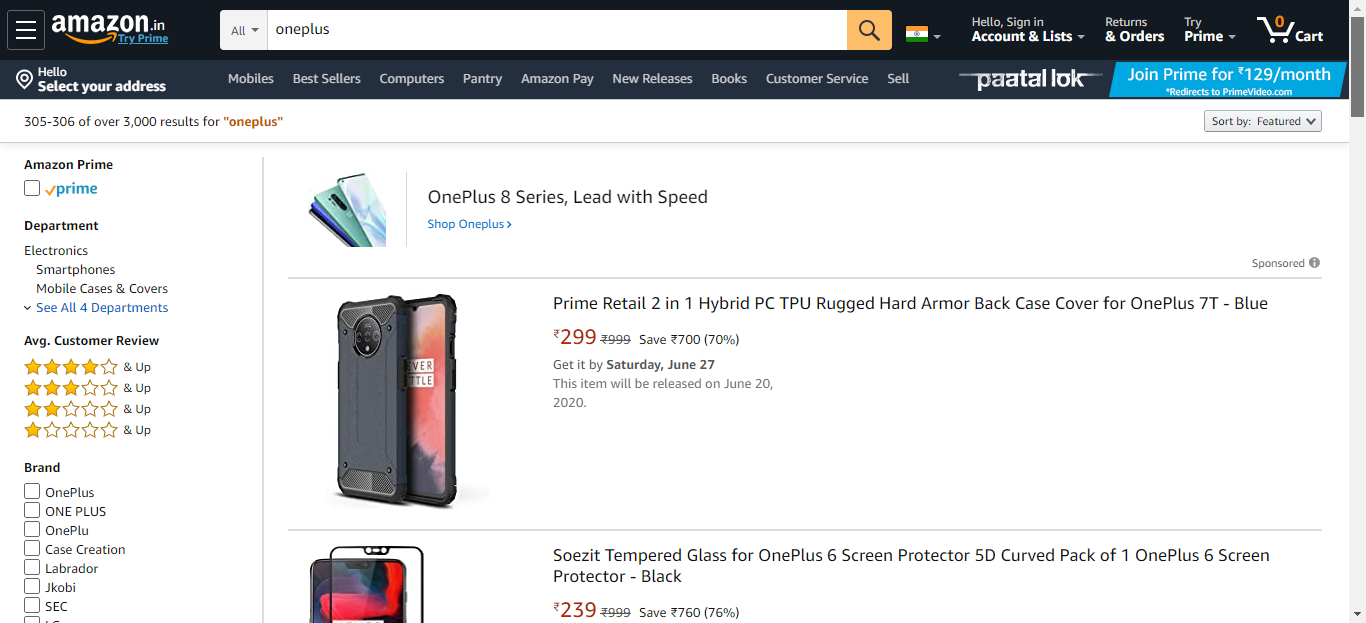 amazon.in
Try Prime
All
oneplus
Hello, Sign in
Account & Lists
Returns
& Orders
Try
Prime
0
Cart
Hello
Select your address
Mobiles
Best Sellers
Computers
Pantry
Amazon Pay
New Releases
Books
Customer Service
Sell
paatal lok
Join Prime for ₹129/month
*Redirects to PrimeVideo.com
305-306 of over 3,000 results for "oneplus"
Sort by: Featured
Amazon Prime
prime
Department
Electronics
Smartphones
Mobile Cases & Covers
See All 4 Departments
Avg. Customer Review
& Up
& Up
& Up
& Up
Brand
OnePlus
ONE PLUS
OnePlu
Case Creation
Labrador
Jkobi
SEC
OnePlus 8 Series, Lead with Speed
Shop Oneplus ›
Sponsored
Prime Retail 2 in 1 Hybrid PC TPU Rugged Hard Armor Back Case Cover for OnePlus 7T - Blue
₹299 ₹999 Save ₹700 (70%)
Get it by Saturday, June 27
This item will be released on June 20,
2020.
Soezit Tempered Glass for OnePlus 6 Screen Protector 5D Curved Pack of 1 OnePlus 6 Screen
Protector - Black
₹239 ₹999 Save ₹760 (76%)